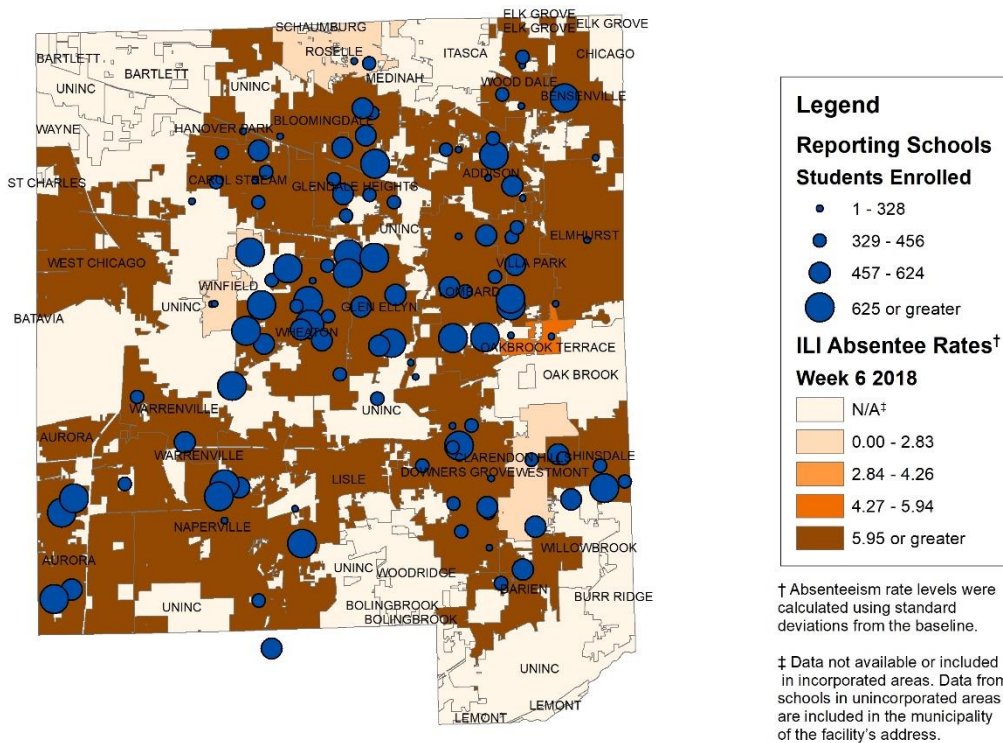 ELK GROVE
ELK GROVE
ELK GROVE
SCHAUMBURG
ROSELLE
ITASCA
CHICAGO
BARTLETT
BARTLETT
MEDINAH
UNINC
UNINC
WOOD DALE
BENSENVILLE
BLOOMINGDALE
WAYNE
HANOVER PARK
ST CHARLES
CAROL STREAM
GLENDALE HEIGHTS
ADDISON
UNINC
ELMHURST
WEST CHICAGO
VILLA PARK
WINFIELD
LOMBARD
UNINC
GLEN ELLYN
BATAVIA
WHEATON
OAKBROOK TERRACE
OAK BROOK
WARRENVILLE
UNINC
AURORA
WARRENVILLE
CLARENDON HILLS
HINSDALE
DOWNERS GROVE
WESTMONT
LISLE
NAPERVILLE
WILLOWBROOK
AURORA
UNINC
WOODRIDGE
DARIEN
UNINC
BOLINGBROOK
BOLINGBROOK
BURR RIDGE
UNINC
LEMONT
LEMONT
Legend
Reporting Schools
Students Enrolled
1 - 328
329 - 456
457 - 624
625 or greater
ILI Absentee Rates†
Week 6 2018
N/A‡
0.00 - 2.83
2.84 - 4.26
4.27 - 5.94
5.95 or greater
† Absenteeism rate levels were
calculated using standard
deviations from the baseline.
‡ Data not available or included
in incorporated areas. Data from
schools in unincorporated areas
are included in the municipality
of the facility's address.